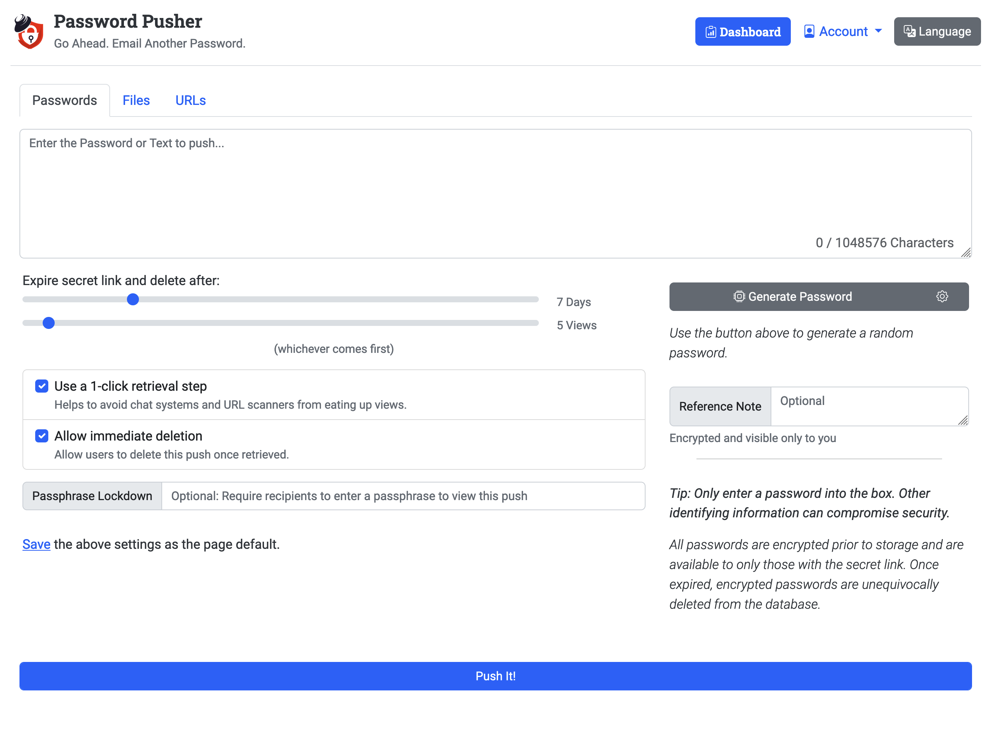 Password Pusher
Go Ahead. Email Another Password.
Dashboard
Account
Language
Passwords
Files
URLs
Enter the Password or Text to push...
0 / 1048576 Characters
Expire secret link and delete after:
7 Days
5 Views
(whichever comes first)
Use a 1-click retrieval step
Helps to avoid chat systems and URL scanners from eating up views.
Allow immediate deletion
Allow users to delete this push once retrieved.
Passphrase Lockdown
Optional: Require recipients to enter a passphrase to view this push
Save the above settings as the page default.
Generate Password
Use the button above to generate a random
password.
Reference Note
Optional
Encrypted and visible only to you
Tip: Only enter a password into the box. Other
identifying information can compromise security.
All passwords are encrypted prior to storage and are
available to only those with the secret link. Once
expired, encrypted passwords are unequivocally
deleted from the database.
Push It!